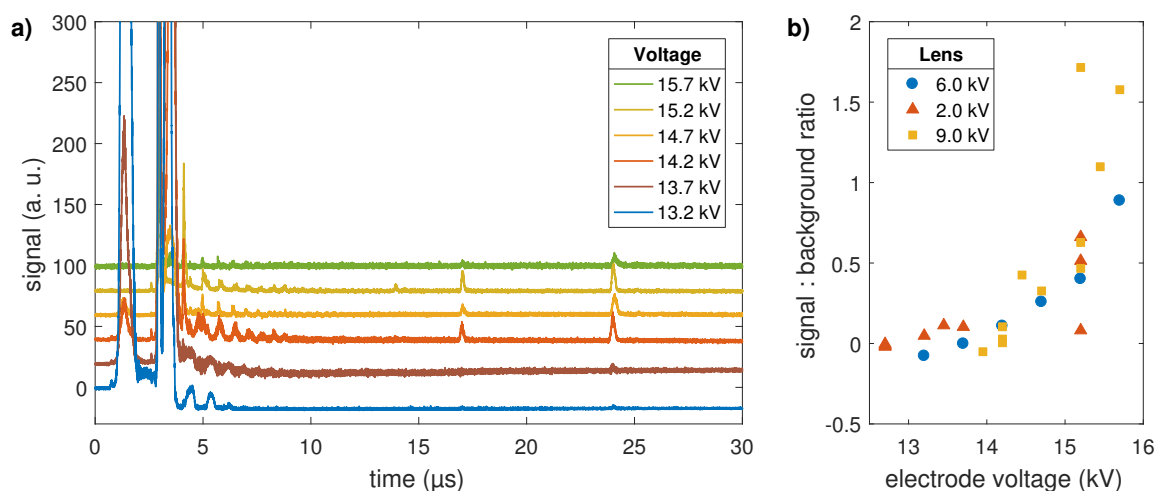 a)
300
250
200
150
100
50
0
signal (a. u.)
0 5 10 15 20 25 30
time (μs)
Voltage
15.7 kV
15.2 kV
14.7 kV
14.2 kV
13.7 kV
13.2 kV
b)
2
1.5
1
0.5
0
-0.5
signal : background ratio
13 14 15 16
electrode voltage (kV)
Lens
6.0 kV
2.0 kV
9.0 kV